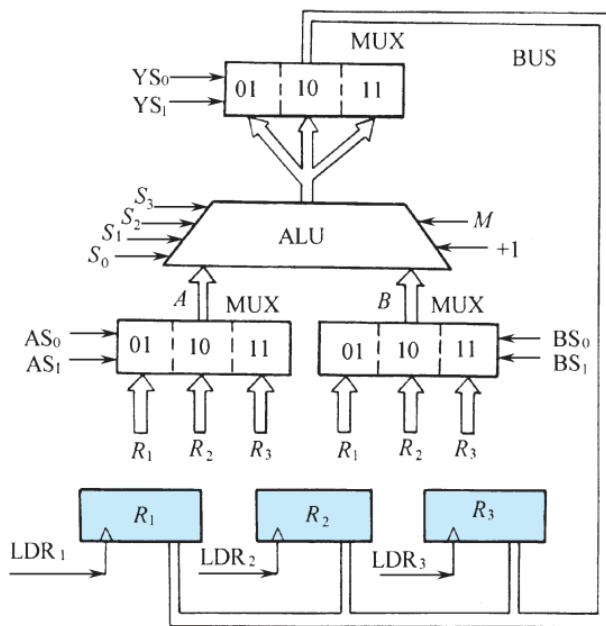 MUX
BUS
YS₀
YS₁
01 10 11
S₃
S₂
S₁
S₀
ALU
M
+1
A
MUX
B
MUX
AS₀
AS₁
01 10 11
01 10 11
BS₀
BS₁
R₁ R₂ R₃
R₁ R₂ R₃
R₁
R₂
R₃
LDR₁
LDR₂
LDR₃